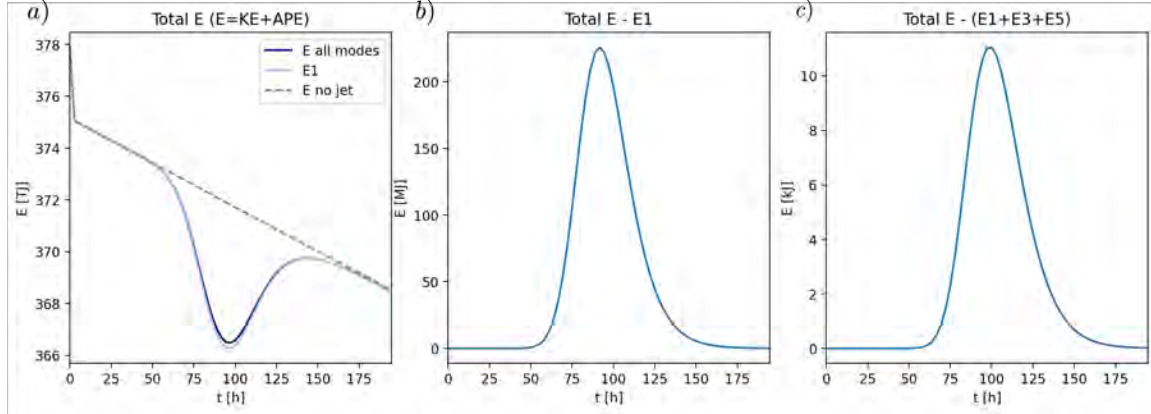 a) Total E (E=KE+APE)
378
376
374
372
370
368
366
E [TJ]
E all modes
E1
E no jet
0 25 50 75 100 125 150 175
t [h]
b) Total E - E1
200
150
100
50
0
E [MJ]
0 25 50 75 100 125 150 175
t [h]
c) Total E - (E1+E3+E5)
10
8
6
4
2
0
E [kJ]
0 25 50 75 100 125 150 175
t [h]